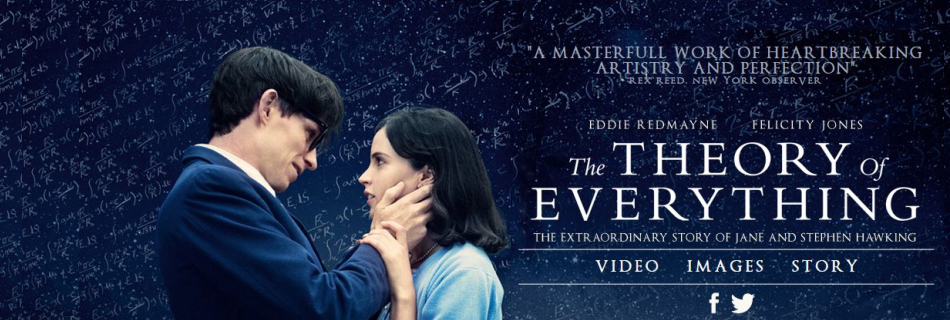 "A MASTERFULL WORK OF HEARTBREAKING
ARTISTRY AND PERFECTION"
REX REED, NEW YORK OBSERVER
EDDIE REDMAYNE FELICITY JONES
The THEORY Of
EVERYTHING
THE EXTRAORDINARY STORY OF JANE AND STEPHEN HAWKING
VIDEO IMAGES STORY